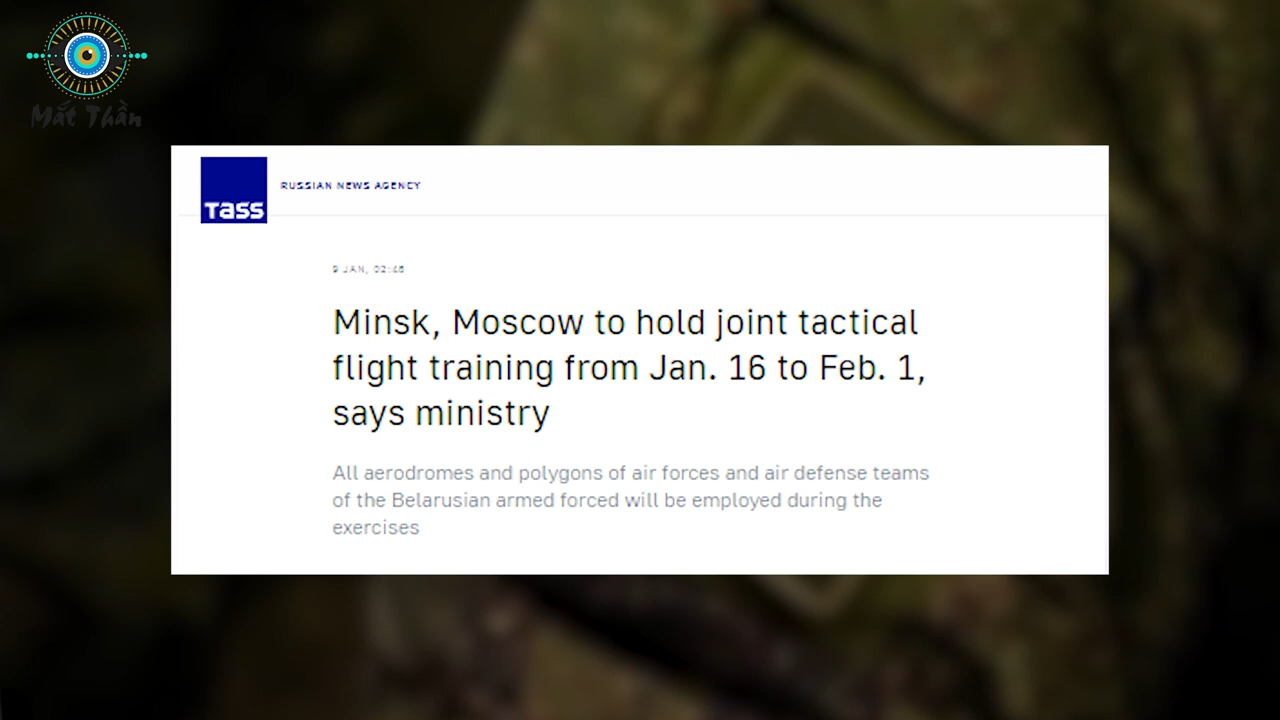 Mắt Thần
TASS
RUSSIAN NEWS AGENCY
9 JAN, 02:46
Minsk, Moscow to hold joint tactical
flight training from Jan. 16 to Feb. 1,
says ministry
All aerodromes and polygons of air forces and air defense teams
of the Belarusian armed forced will be employed during the
exercises